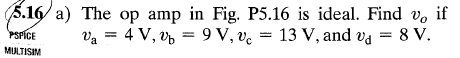 5.16 a) The op amp in Fig. P5.16 is ideal. Find v_o if
PSPICE v_a = 4 V, v_b = 9 V, v_c = 13 V, and v_d = 8 V.
MULTISIM